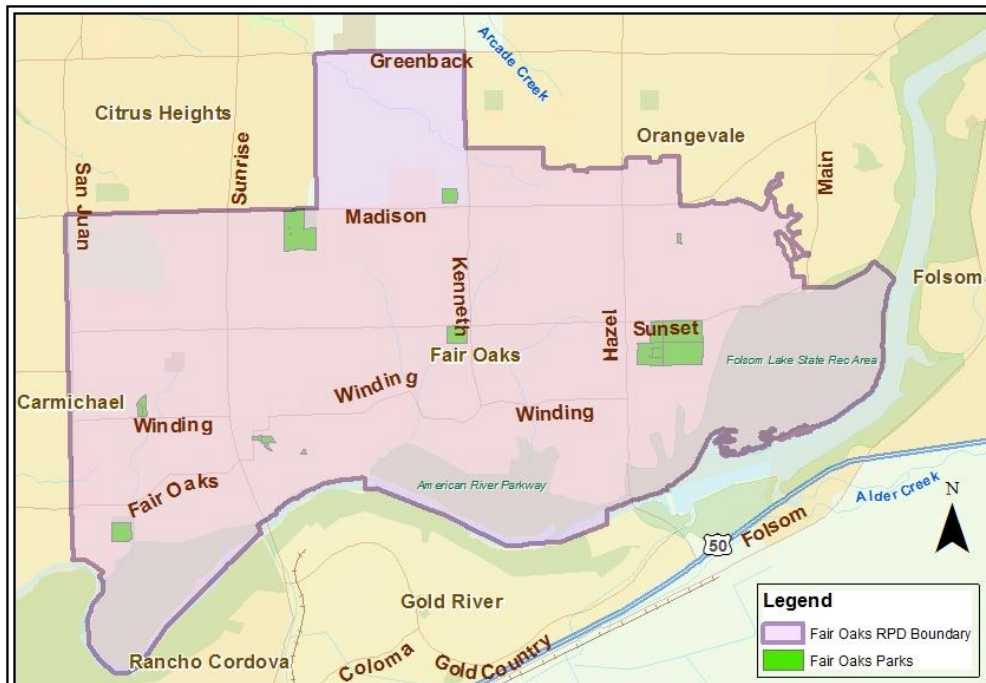 Greenback
Arcade Creek
Citrus Heights
Orangevale
San Juan
Sunrise
Main
Madison
Kenneth
Folsom
Hazel
Sunset
Fair Oaks
Folsom Lake State Rec Area
Winding
Carmichael
Winding
Winding
Fair Oaks
American River Parkway
Alder Creek
N
Folsom
50
Gold River
Legend
Fair Oaks RPD Boundary
Fair Oaks Parks
Rancho Cordova
Coloma
Gold Country